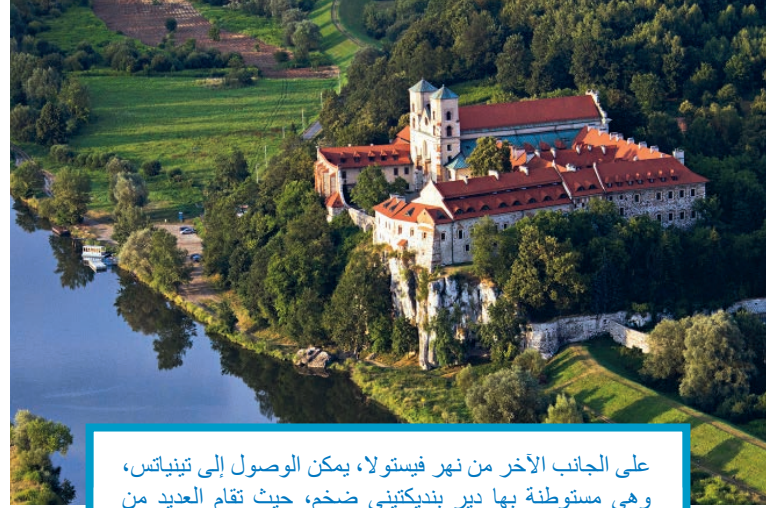 على الجانب الآخر من نهر فيستولا، يمكن الوصول إلى تينياتس،
وهي مستوطنة بها دير بنديكتيني ضخم، حيث تقام العديد من